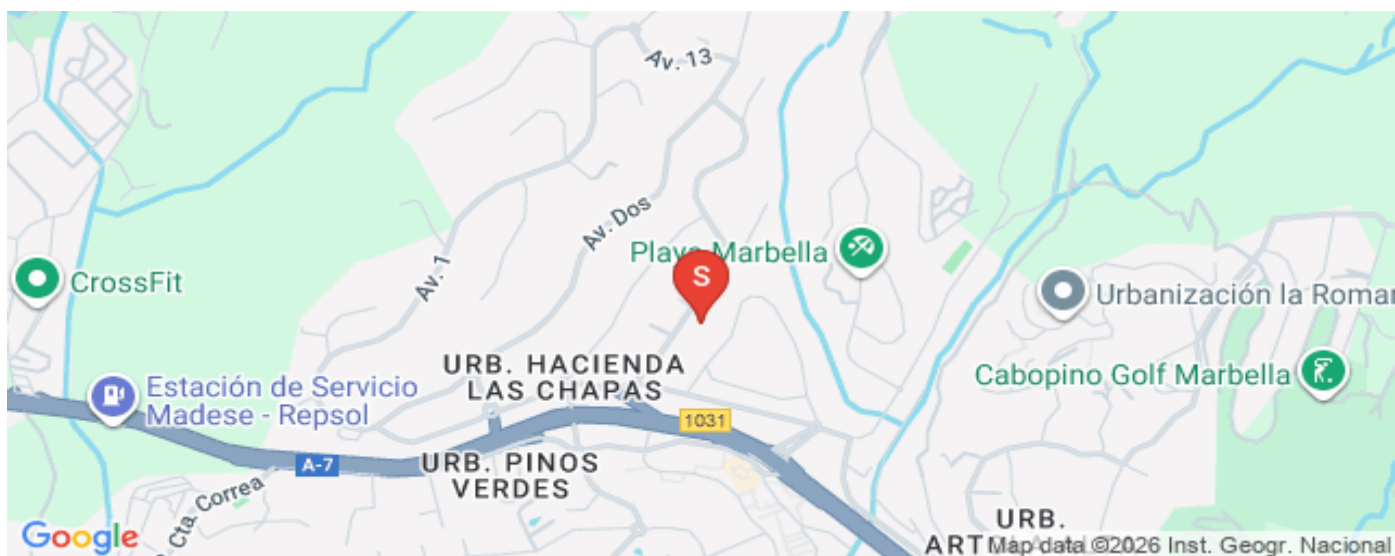 Av. 13
Av. Dos
Av. 1
Playa Marbella
S
CrossFit
Urbanización la Romar
URB. HACIENDA
LAS CHAPAS
Estación de Servicio
Madese - Repsol
Cabopino Golf Marbella
1031
A-7
URB. PINOS
VERDES
Cta. Correa
URB.
Google
Map data ©2026 Inst. Geogr. Nacional